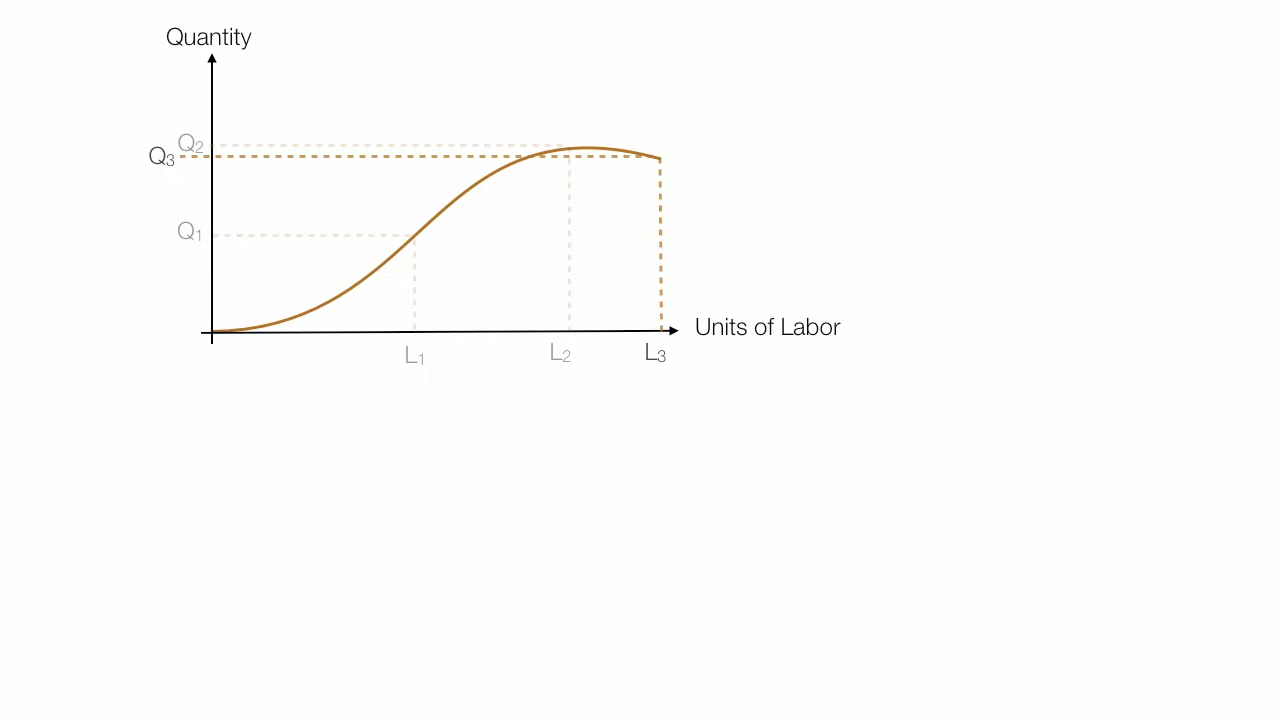 Quantity
Q₂
Q₃
Q₁
Units of Labor
L₁ L₂ L₃